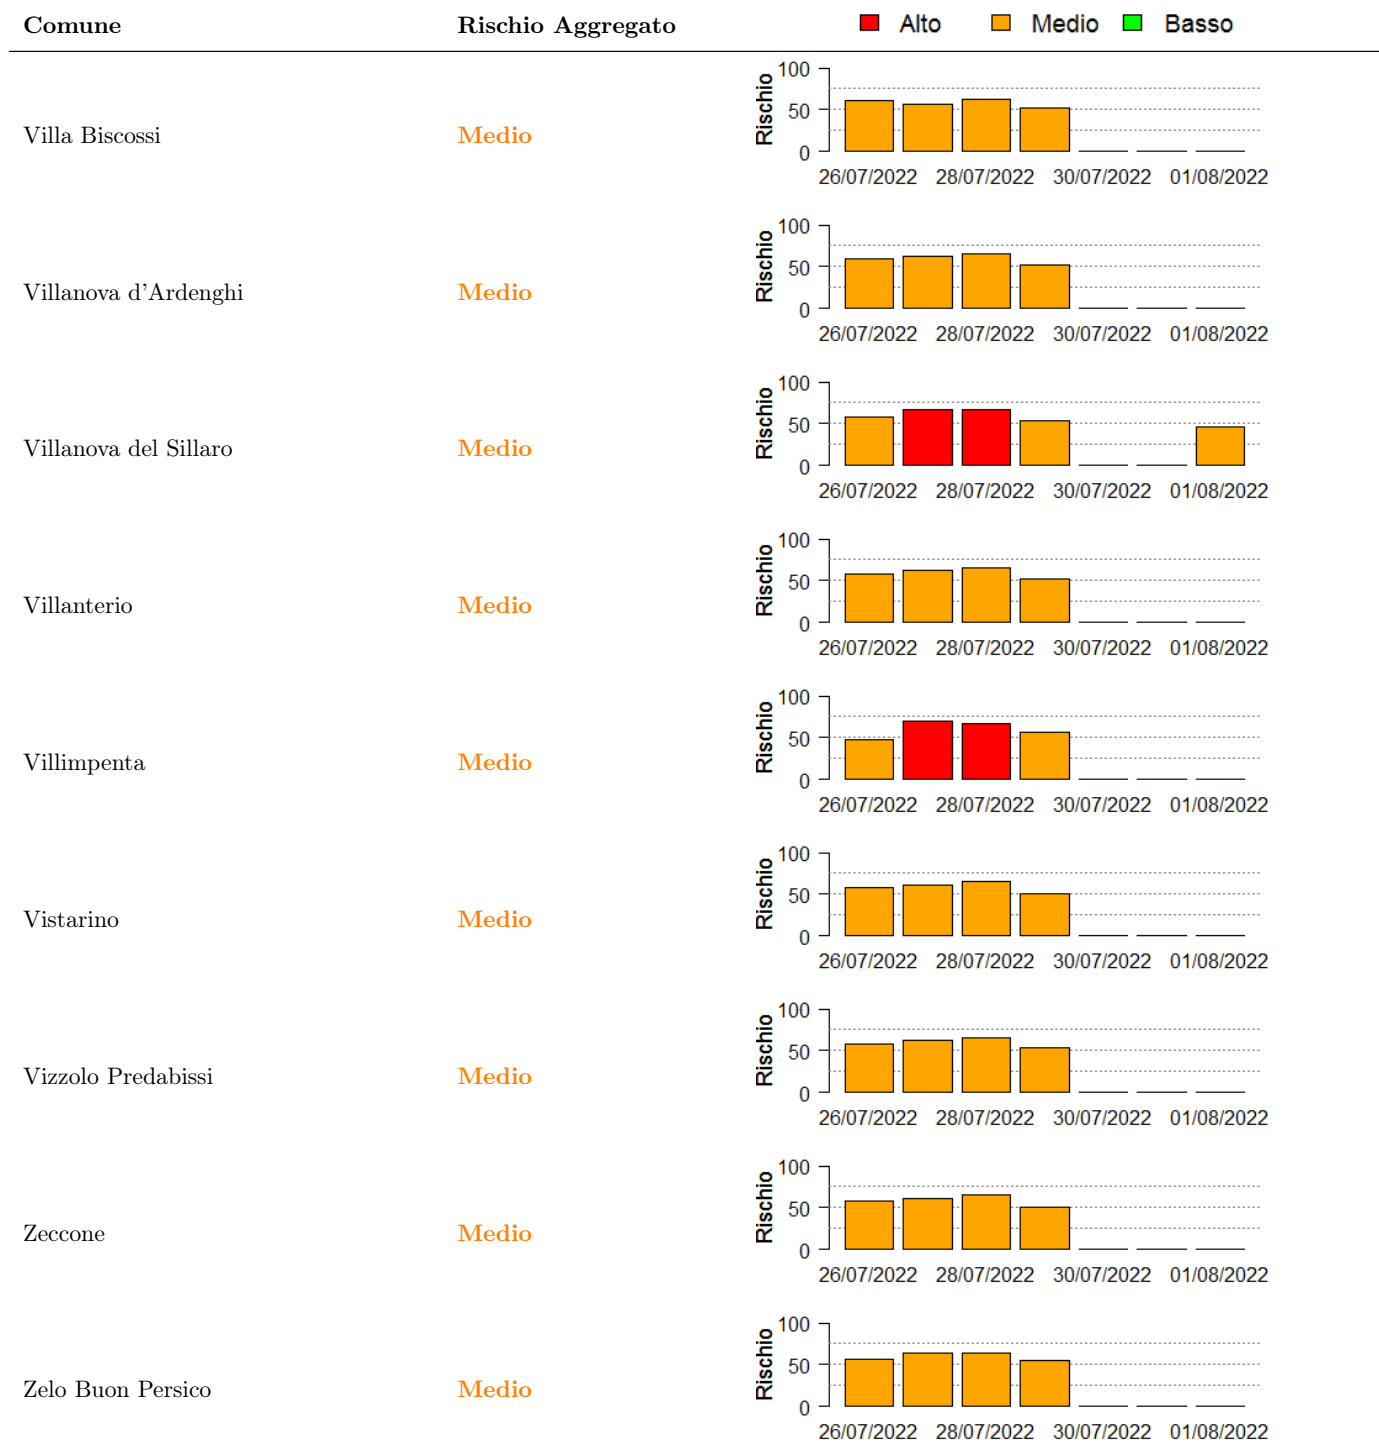 Comune Rischio Aggregato Alto Medio Basso
Villa Biscossi Medio Rischio 100 50 0
26/07/2022 28/07/2022 30/07/2022 01/08/2022
Villanova d'Ardenghi Medio Rischio 100 50 0
26/07/2022 28/07/2022 30/07/2022 01/08/2022
Villanova del Sillaro Medio Rischio 100 50 0
26/07/2022 28/07/2022 30/07/2022 01/08/2022
Villanterio Medio Rischio 100 50 0
26/07/2022 28/07/2022 30/07/2022 01/08/2022
Villimpenta Medio Rischio 100 50 0
26/07/2022 28/07/2022 30/07/2022 01/08/2022
Vistarino Medio Rischio 100 50 0
26/07/2022 28/07/2022 30/07/2022 01/08/2022
Vizzolo Predabissi Medio Rischio 100 50 0
26/07/2022 28/07/2022 30/07/2022 01/08/2022
Zeccone Medio Rischio 100 50 0
26/07/2022 28/07/2022 30/07/2022 01/08/2022
Zelo Buon Persico Medio Rischio 100 50 0
26/07/2022 28/07/2022 30/07/2022 01/08/2022